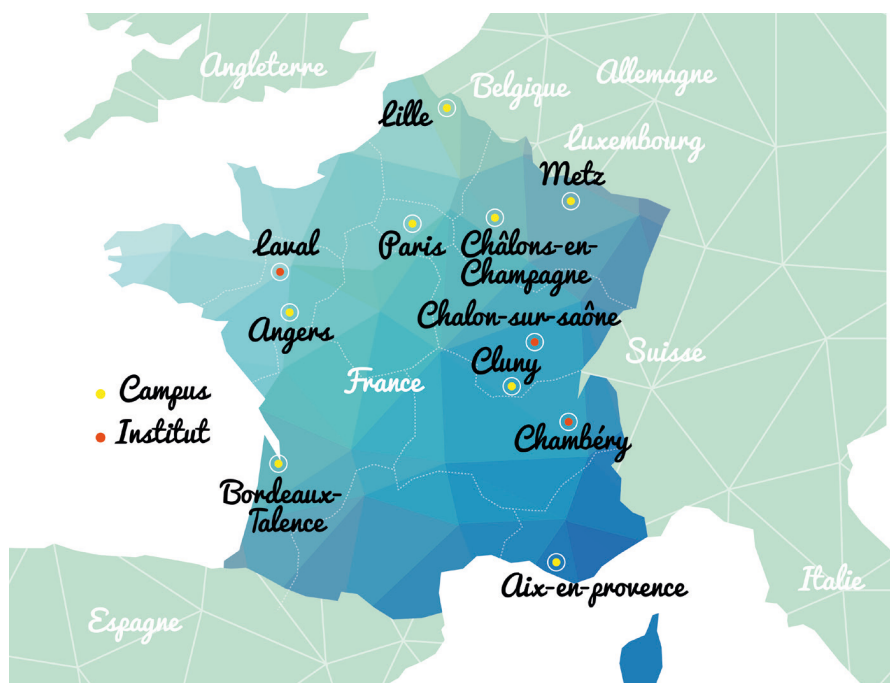 Angleterre
Allemagne
Belgique
Lille
Luxembourg
Metz
Laval
Paris
Châlons-en-
Champagne
Chalon-sur-saône
Angers
Suisse
Cluny
France
Campus
Institut
Chambéry
Bordeaux-
Talence
Aix-en-provence
Italie
Espagne